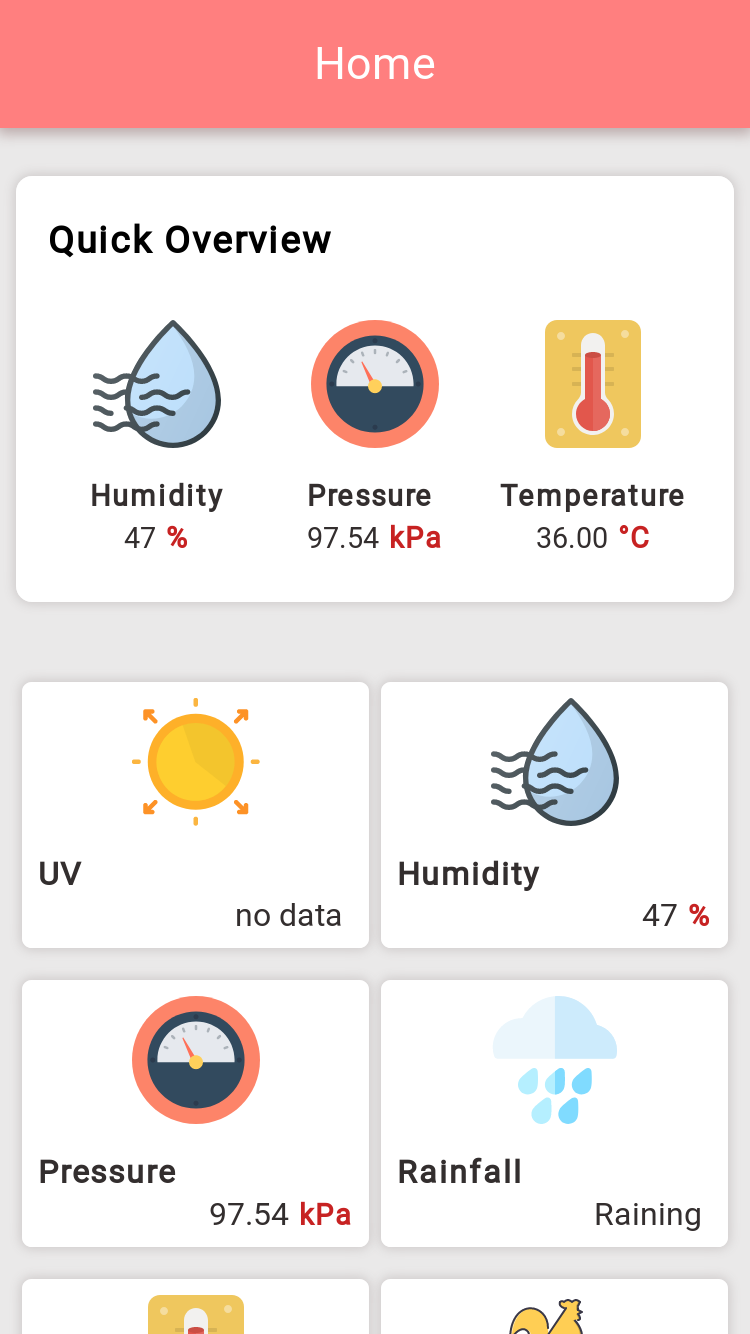 Home
Quick Overview
Humidity
47 %
Pressure
97.54 kPa
Temperature
36.00 °C
UV
no data
Humidity
47 %
Pressure
97.54 kPa
Rainfall
Raining